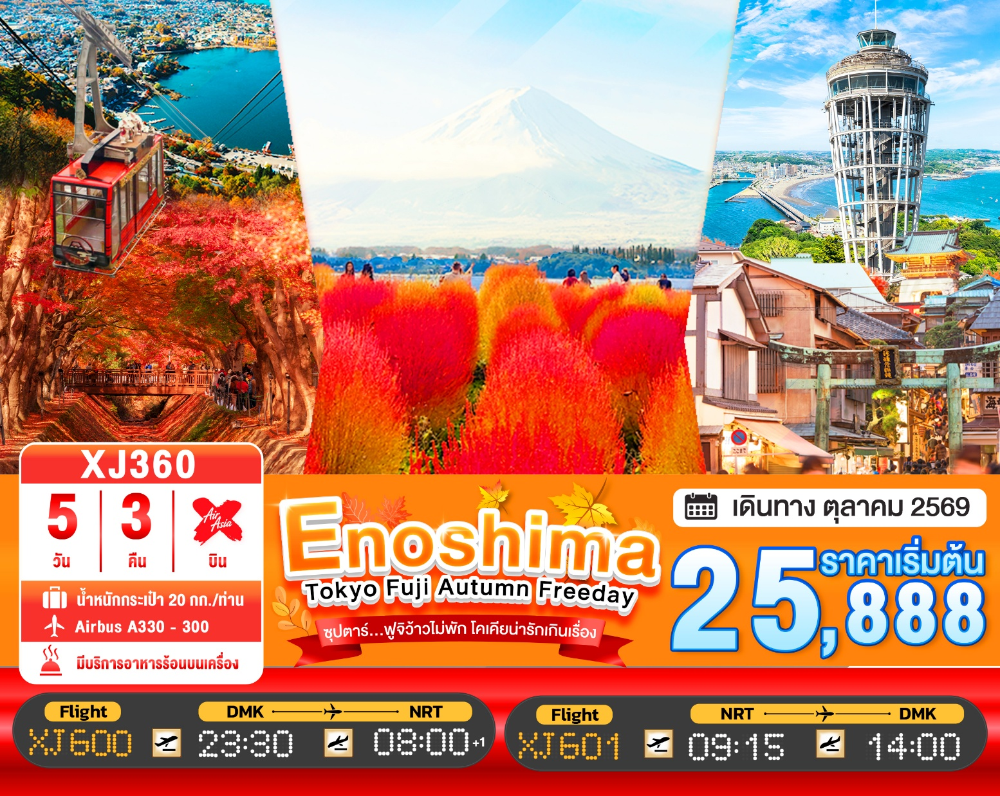 XJ360
5 3 Air Asia
วัน คืน บิน
น้ำหนักกระเป๋า 20 กก./ท่าน
Airbus A330 - 300
มีบริการอาหารร้อนบนเครื่อง
Enoshima
Tokyo Fuji Autumn Freeday
ซุปตาร์...ฟูจิว้าวไม่พัก โคเคียน่ารักเกินเรื่อง
เดินทาง ตุลาคม 2569
ราคาเริ่มต้น
25,888
Flight DMK NRT
XJ600 23:30 08:00+1
Flight NRT DMK
XJ601 09:15 14:00